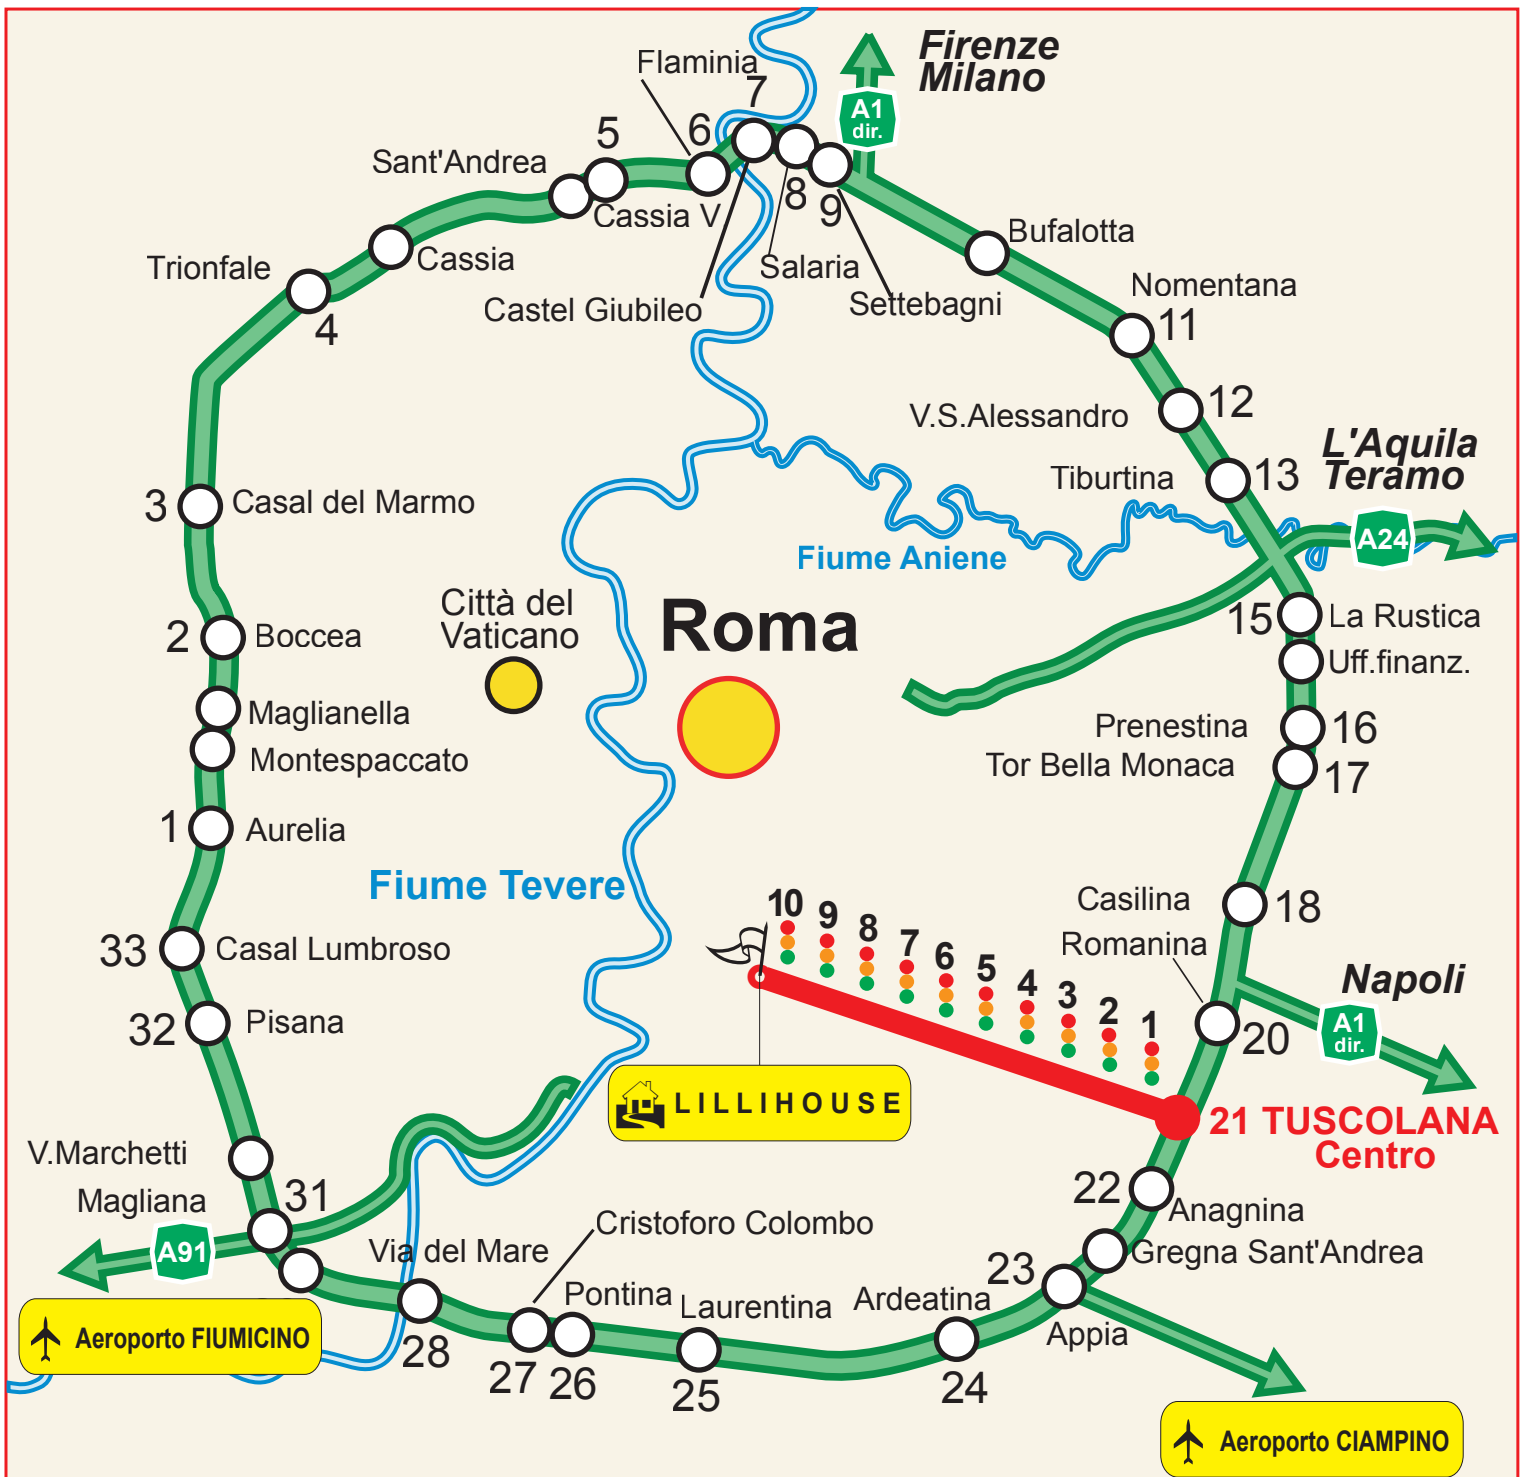 Firenze
Milano
A1
dir.
Flaminia
7
6
5
Sant'Andrea
Cassia V
8
9
Bufalotta
Trionfale
Cassia
Salaria
Castel Giubileo
Settebagni
Nomentana
4
11
V.S.Alessandro
12
L'Aquila
Teramo
Tiburtina
13
3
Casal del Marmo
A24
Fiume Aniene
Città del
Vaticano
Roma
15
La Rustica
2
Boccea
Uff.finanz.
Maglianella
Prenestina
16
Montespaccato
Tor Bella Monaca
17
1
Aurelia
Fiume Tevere
Casilina
18
10
9
8
7
6
5
4
3
2
1
33
Casal Lumbroso
Romanina
Napoli
32
Pisana
20
A1
dir.
LILLIHOUSE
21 TUSCOLANA
Centro
V.Marchetti
Magliana
31
22
Anagnina
A91
Cristoforo Colombo
Via del Mare
Gregna Sant'Andrea
23
Pontina
Laurentina
Ardeatina
Appia
Aeroporto FIUMICINO
28
27
26
25
24
Aeroporto CIAMPINO